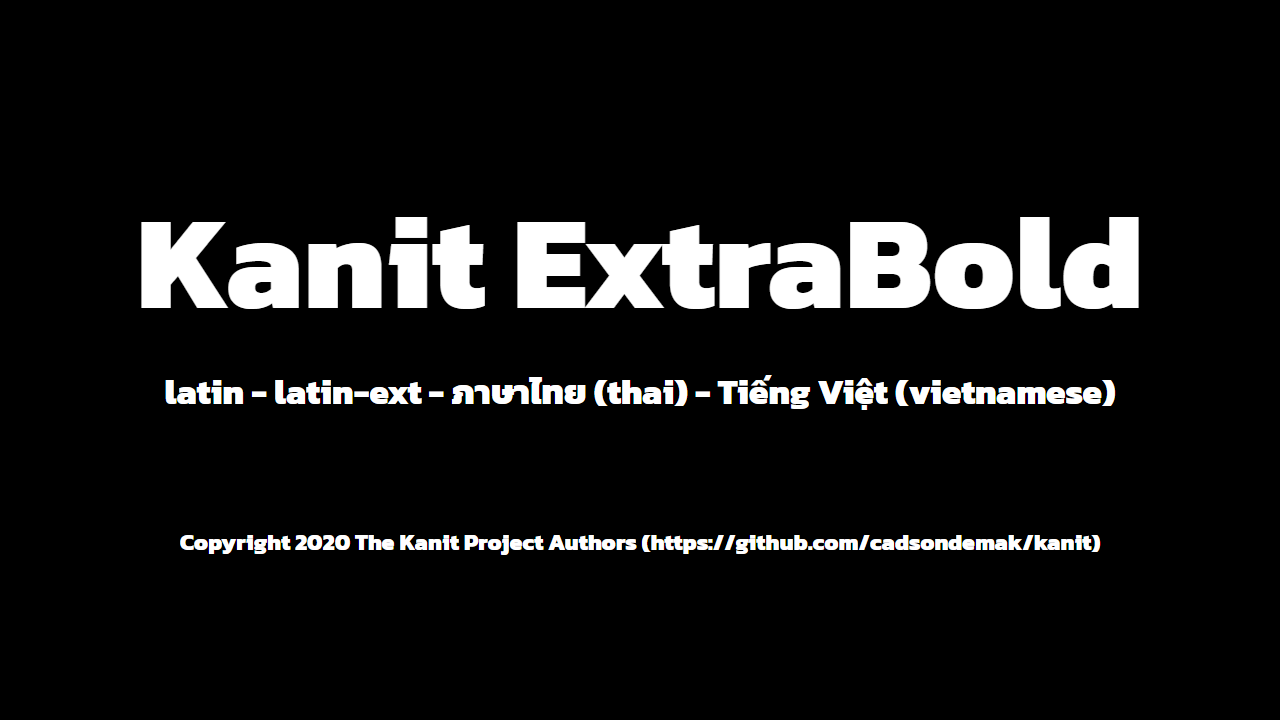 Kanit ExtraBold
latin - latin-ext - ภาษาไทย (thai) - Tiếng Việt (vietnamese)
Copyright 2020 The Kanit Project Authors (https://github.com/cadsondemak/kanit)